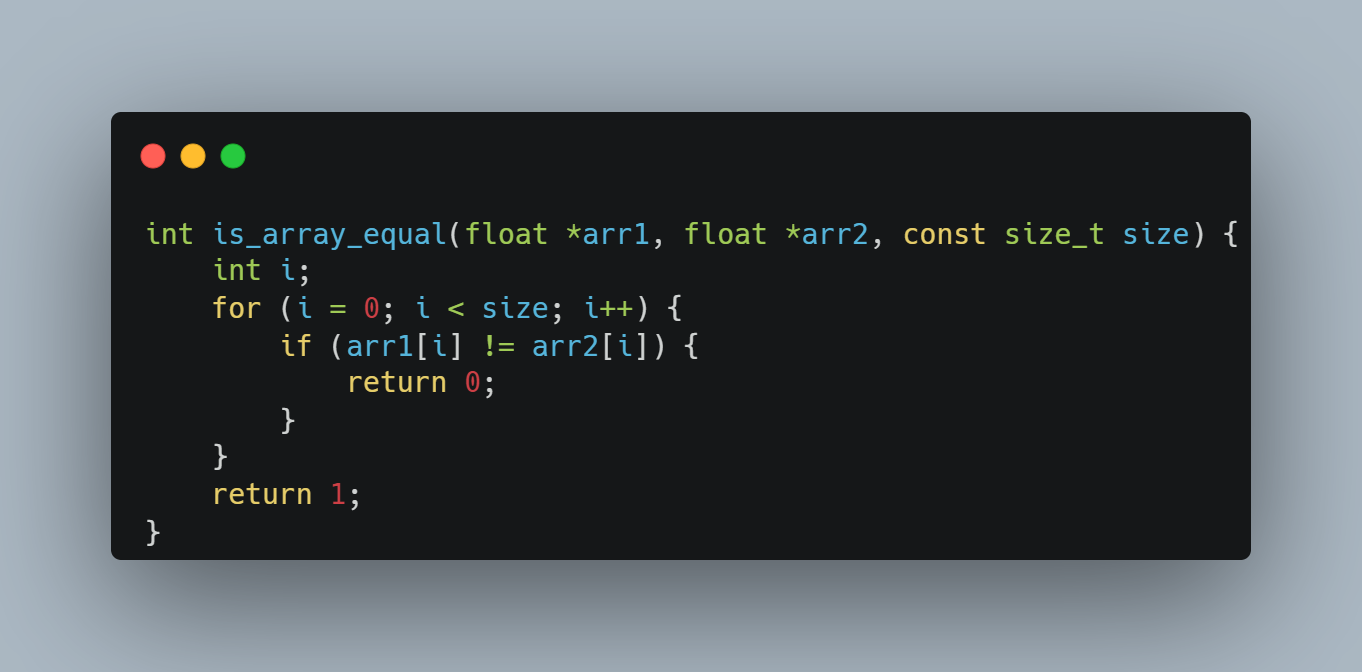 int is_array_equal(float *arr1, float *arr2, const size_t size) {
    int i;
    for (i = 0; i < size; i++) {
        if (arr1[i] != arr2[i]) {
            return 0;
        }
    }
    return 1;
}